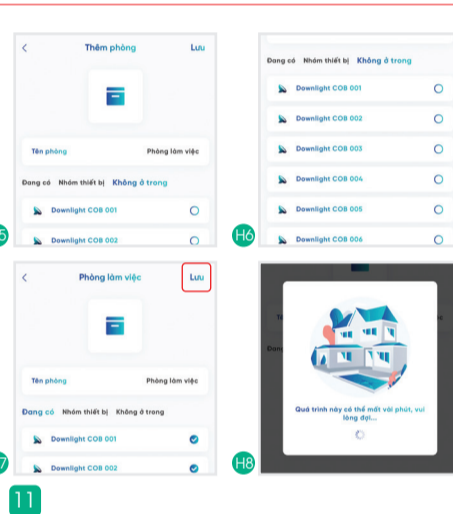 Thêm phòng
Lưu
Tên phòng
Phòng làm việc
Đang có Nhóm thiết bị Không ở trong
Downlight COB 001
Downlight COB 002
5
Đang có Nhóm thiết bị Không ở trong
Downlight COB 001
Downlight COB 002
Downlight COB 003
Downlight COB 004
Downlight COB 005
Downlight COB 006
H6
Phòng làm việc
Lưu
Tên phòng
Phòng làm việc
Đang có Nhóm thiết bị Không ở trong
Downlight COB 001
Downlight COB 002
7
Quá trình này có thể mất vài phút, vui
lòng đợi...
H8
11